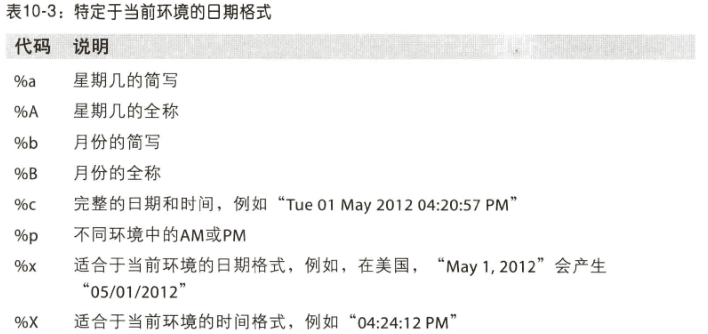 表10-3：特定于当前环境的日期格式
代码 说明
%a 星期几的简写
%A 星期几的全称
%b 月份的简写
%B 月份的全称
%c 完整的日期和时间，例如“Tue 01 May 2012 04:20:57 PM”
%p 不同环境中的AM或PM
%x 适合于当前环境的日期格式，例如，在美国，“May 1, 2012”会产生
“05/01/2012”
%X 适合于当前环境的时间格式，例如“04:24:12 PM”